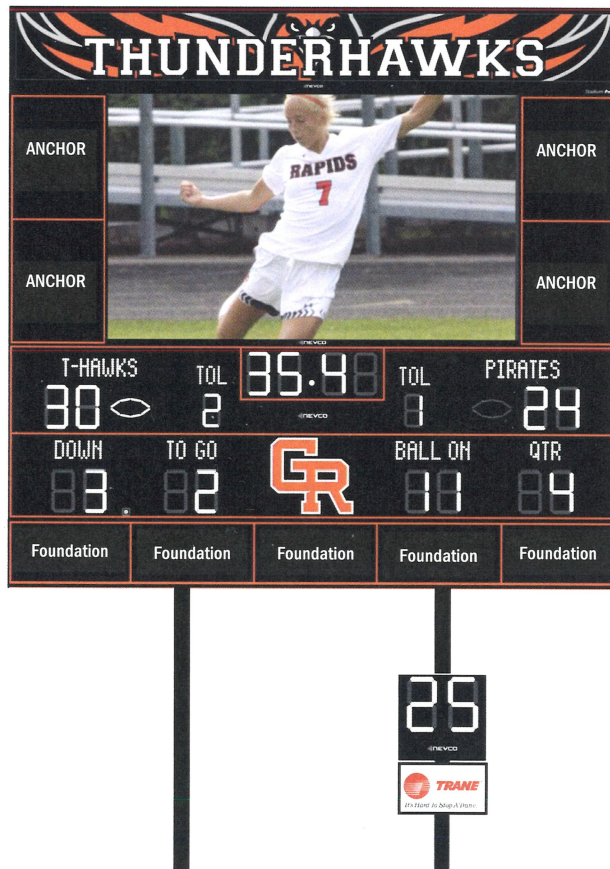 THUNDERHAWKS
NEVCO
ANCHOR
ANCHOR
RAPIDS
7
ANCHOR
ANCHOR
NEVCO
T-HAWKS
30
TOL
2
35.4
NEVCO
TOL
1
PIRATES
24
DOWN
3
TO GO
2
GR
BALL ON
11
QTR
4
Foundation
Foundation
Foundation
Foundation
Foundation
25
NEVCO
TRANE
It's Hard To Stop A Trane.